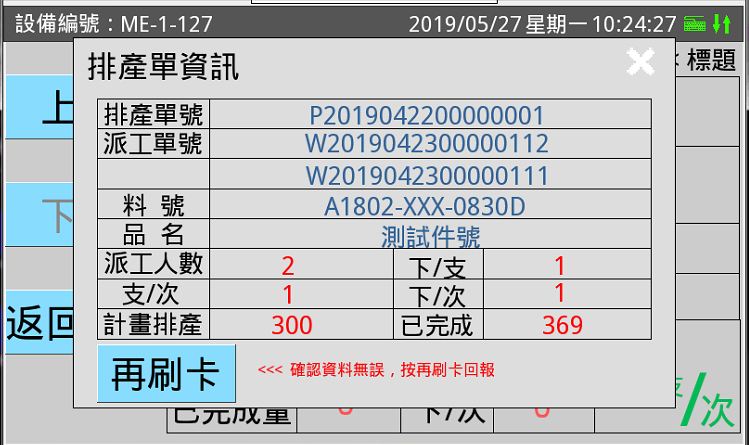 設備編號：ME-1-127 2019/05/27 星期一 10:24:27
標題
排產單資訊
上
下
返回
排產單號 P2019042200000001
派工單號 W2019042300000112
W2019042300000111
料 號 A1802-XXX-0830D
品 名 測試件號
派工人數 2 下/支 1
支/次 1 下/次 1
計畫排產 300 已完成 369
再刷卡 <<< 確認資料無誤，按再刷卡回報
已完成量 0 下/次 0
/次